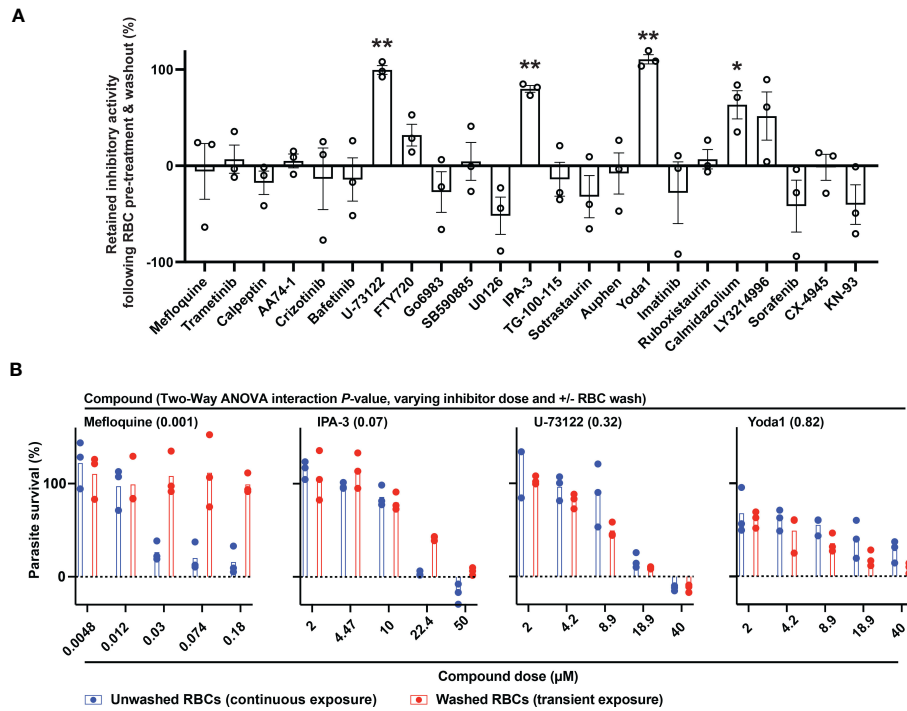 A
Retained inhibitory activity
following RBC pre-treatment & washout (%)
100
0
-100
** ** ** *
Mefloquine
Trametinib
Calpeptin
AA74-1
Crizotinib
Bafetinib
U-73122
FTY720
Go6983
SB590885
U0126
IPA-3
TG-100-115
Sotrastaurin
Auphen
Yoda1
Imatinib
Ruboxistaurin
Calmidazolium
LY3214996
Sorafenib
CX-4945
KN-93
B
Compound (Two-Way ANOVA interaction P-value, varying inhibitor dose and +/- RBC wash)
Mefloquine (0.001) IPA-3 (0.07) U-73122 (0.32) Yoda1 (0.82)
Parasite survival (%)
100
0
0.0048 0.012 0.03 0.074 0.18 2 4.47 10 22.4 50 2 4.2 8.9 18.9 40 2 4.2 8.9 18.9 40
Compound dose (µM)
Unwashed RBCs (continuous exposure) Washed RBCs (transient exposure)